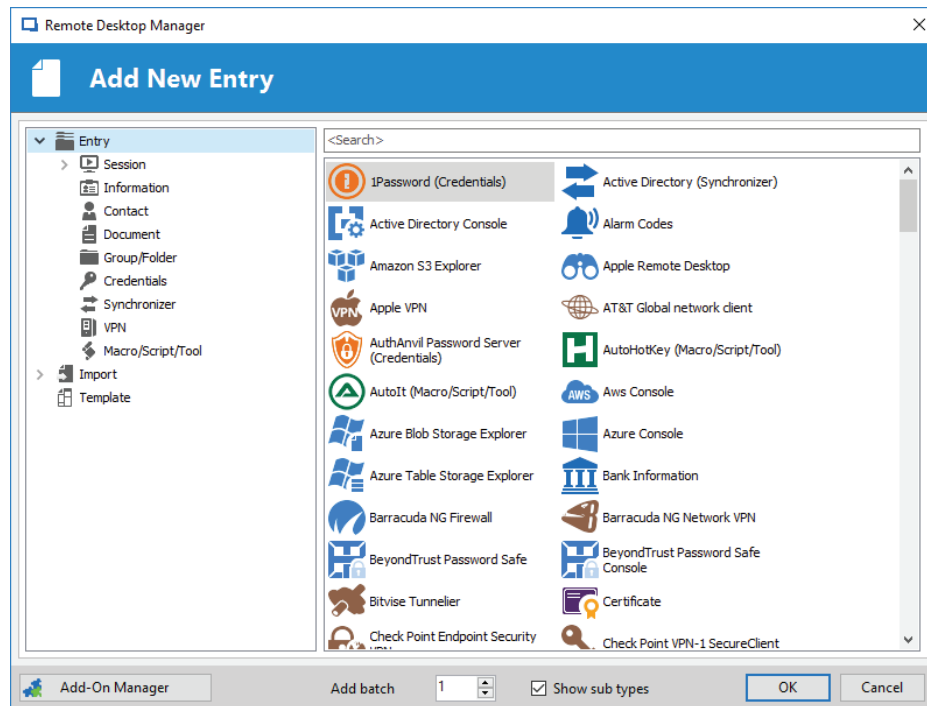 Remote Desktop Manager
Add New Entry
Entry
Session
Information
Contact
Document
Group/Folder
Credentials
Synchronizer
VPN
Macro/Script/Tool
Import
Template
<Search>
1Password (Credentials)
Active Directory (Synchronizer)
Active Directory Console
Alarm Codes
Amazon S3 Explorer
Apple Remote Desktop
VPN
Apple VPN
AT&T Global network client
AuthAnvil Password Server
(Credentials)
H
AutoHotKey (Macro/Script/Tool)
AutoIt (Macro/Script/Tool)
AWS
Aws Console
Azure Blob Storage Explorer
Azure Console
Azure Table Storage Explorer
Bank Information
Barracuda NG Firewall
Barracuda NG Network VPN
BeyondTrust Password Safe
BeyondTrust Password Safe
Console
Bitvise Tunnelier
Certificate
Check Point Endpoint Security
VPN
Check Point VPN-1 SecureClient
Add-On Manager
Add batch
1
Show sub types
OK
Cancel